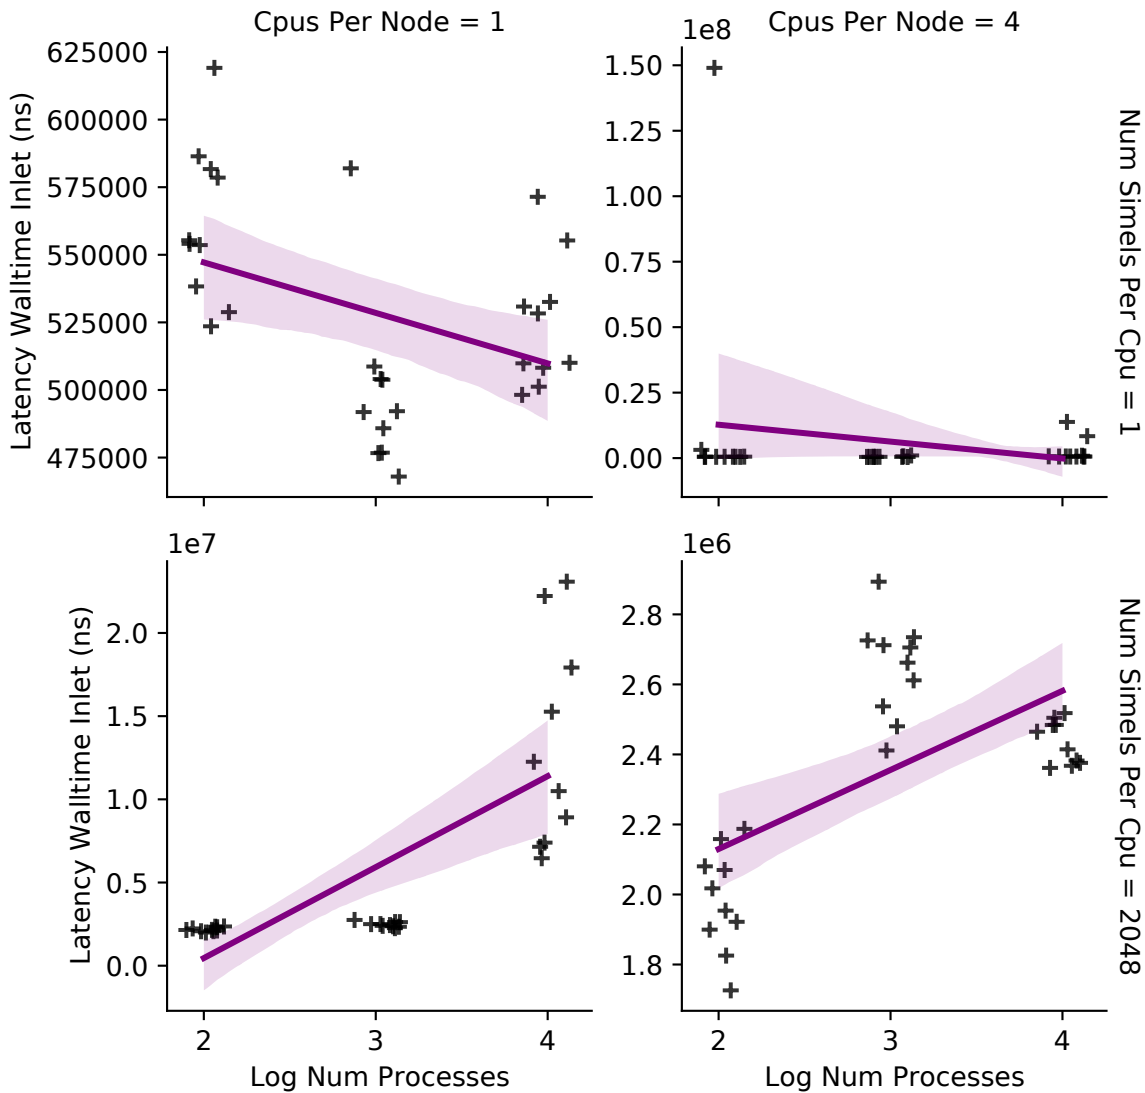 Cpus Per Node = 1
Cpus Per Node = 4
1e8
625000
600000
575000
550000
525000
500000
475000
Latency Walltime Inlet (ns)
1.50
1.25
1.00
0.75
0.50
0.25
0.00
Num Simels Per Cpu = 1
1e7
2.0
1.5
1.0
0.5
0.0
Latency Walltime Inlet (ns)
2
3
4
Log Num Processes
1e6
2.8
2.6
2.4
2.2
2.0
1.8
2
3
4
Log Num Processes
Num Simels Per Cpu = 2048